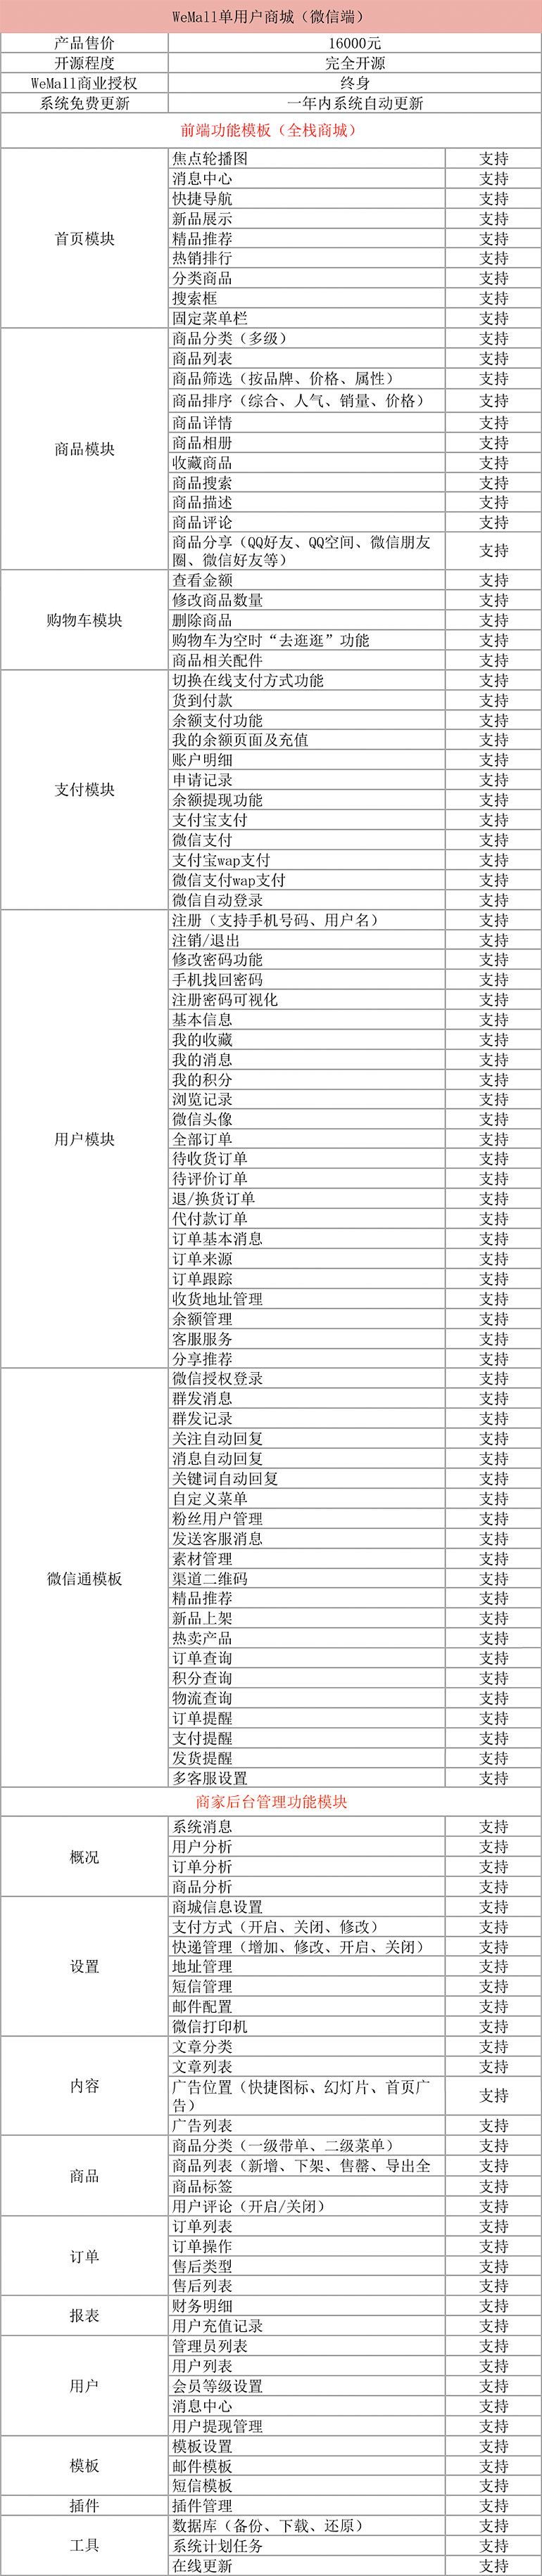 WeMall单用户商城（微信端）
产品售价 16000元
开源程度 完全开源
WeMall商业授权 终身
系统免费更新 一年内系统自动更新
前端功能模板（全栈商城）
首页模块
焦点轮播图 支持
消息中心 支持
快捷导航 支持
新品展示 支持
精品推荐 支持
热销排行 支持
分类商品 支持
搜索框 支持
固定菜单栏 支持
商品模块
商品分类（多级） 支持
商品列表 支持
商品筛选（按品牌、价格、属性） 支持
商品排序（综合、人气、销量、价格） 支持
商品详情 支持
商品相册 支持
收藏商品 支持
商品搜索 支持
商品描述 支持
商品评论 支持
商品分享（QQ好友、QQ空间、微信朋友
圈、微信好友等） 支持
购物车模块
查看金额 支持
修改商品数量 支持
删除商品 支持
购物车为空时“去逛逛”功能 支持
商品相关配件 支持
支付模块
切换在线支付方式功能 支持
货到付款 支持
余额支付功能 支持
我的余额页面及充值 支持
账户明细 支持
申请记录 支持
余额提现功能 支持
支付宝支付 支持
微信支付 支持
支付宝wap支付 支持
微信支付wap支付 支持
微信自动登录 支持
用户模块
注册（支持手机号码、用户名） 支持
注销/退出 支持
修改密码功能 支持
手机找回密码 支持
注册密码可视化 支持
基本信息 支持
我的收藏 支持
我的消息 支持
我的积分 支持
浏览记录 支持
微信头像 支持
全部订单 支持
待收货订单 支持
待评价订单 支持
退/换货订单 支持
代付款订单 支持
订单基本消息 支持
订单来源 支持
订单跟踪 支持
收货地址管理 支持
余额管理 支持
客服服务 支持
分享推荐 支持
微信通模板
微信授权登录 支持
群发消息 支持
群发记录 支持
关注自动回复 支持
消息自动回复 支持
关键词自动回复 支持
自定义菜单 支持
粉丝用户管理 支持
发送客服消息 支持
素材管理 支持
渠道二维码 支持
精品推荐 支持
新品上架 支持
热卖产品 支持
订单查询 支持
积分查询 支持
物流查询 支持
订单提醒 支持
支付提醒 支持
发货提醒 支持
多客服设置 支持
商家后台管理功能模块
概况
系统消息 支持
用户分析 支持
订单分析 支持
商品分析 支持
设置
商城信息设置 支持
支付方式（开启、关闭、修改） 支持
快递管理（增加、修改、开启、关闭） 支持
地址管理 支持
短信管理 支持
邮件配置 支持
微信打印机 支持
内容
文章分类 支持
文章列表 支持
广告位置（快捷图标、幻灯片、首页广
告） 支持
广告列表 支持
商品
商品分类（一级带单、二级菜单） 支持
商品列表（新增、下架、售罄、导出全 支持
商品标签 支持
用户评论（开启/关闭） 支持
订单
订单列表 支持
订单操作 支持
售后类型 支持
售后列表 支持
报表
财务明细 支持
用户充值记录 支持
用户
管理员列表 支持
用户列表 支持
会员等级设置 支持
消息中心 支持
用户提现管理 支持
模板
模板设置 支持
邮件模板 支持
短信模板 支持
插件
插件管理 支持
工具
数据库（备份、下载、还原） 支持
系统计划任务 支持
在线更新 支持